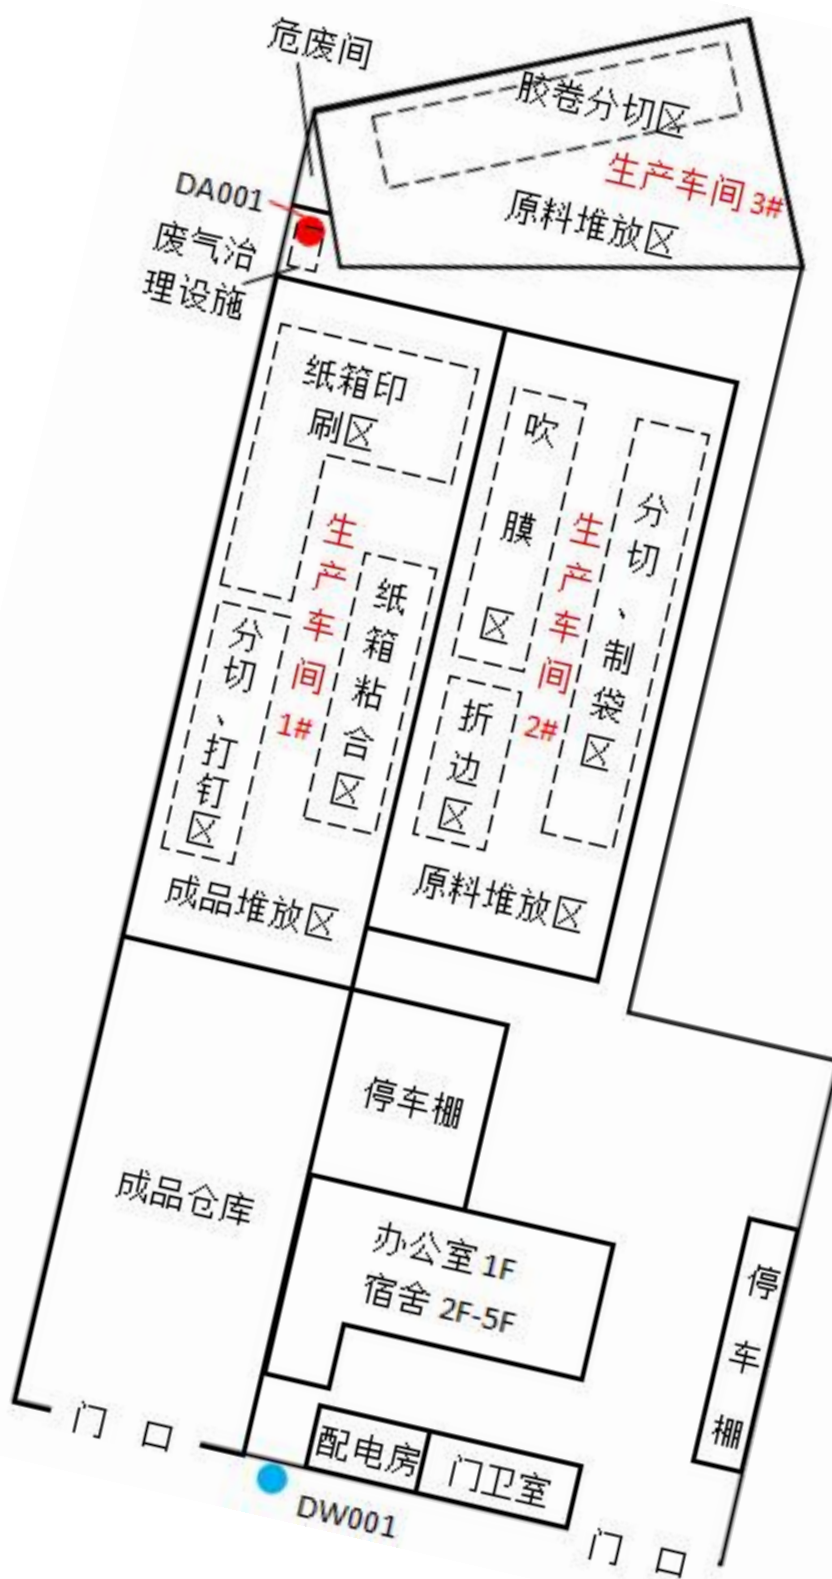 危废间
胶卷分切区
生产车间 3#
原料堆放区
DA001
废气治
理设施
纸箱印
刷区
生产车间
1#
分切、打钉区
纸箱粘合区
成品堆放区
吹膜区
生产车间
2#
分切、制袋区
折边区
原料堆放区
停车棚
成品仓库
办公室 1F
宿舍 2F-5F
停车棚
门 口
配电房
门卫室
DW001
门 口